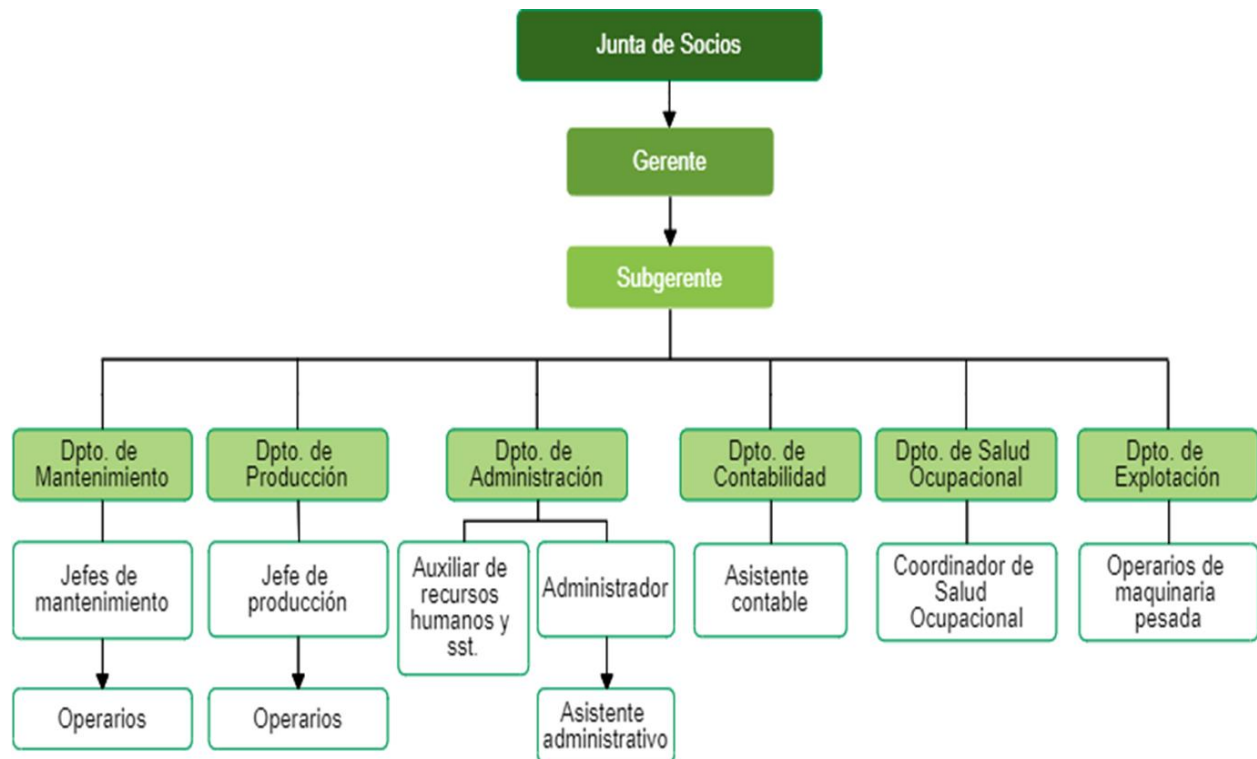 Junta de Socios
Gerente
Subgerente
Dpto. de
Mantenimiento
Dpto. de
Producción
Dpto. de
Administración
Dpto. de
Contabilidad
Dpto. de Salud
Ocupacional
Dpto. de
Explotación
Jefes de
mantenimiento
Jefe de
producción
Auxiliar de
recursos
humanos y
sst.
Administrador
Asistente
contable
Coordinador de
Salud
Ocupacional
Operarios de
maquinaria
pesada
Operarios
Operarios
Asistente
administrativo